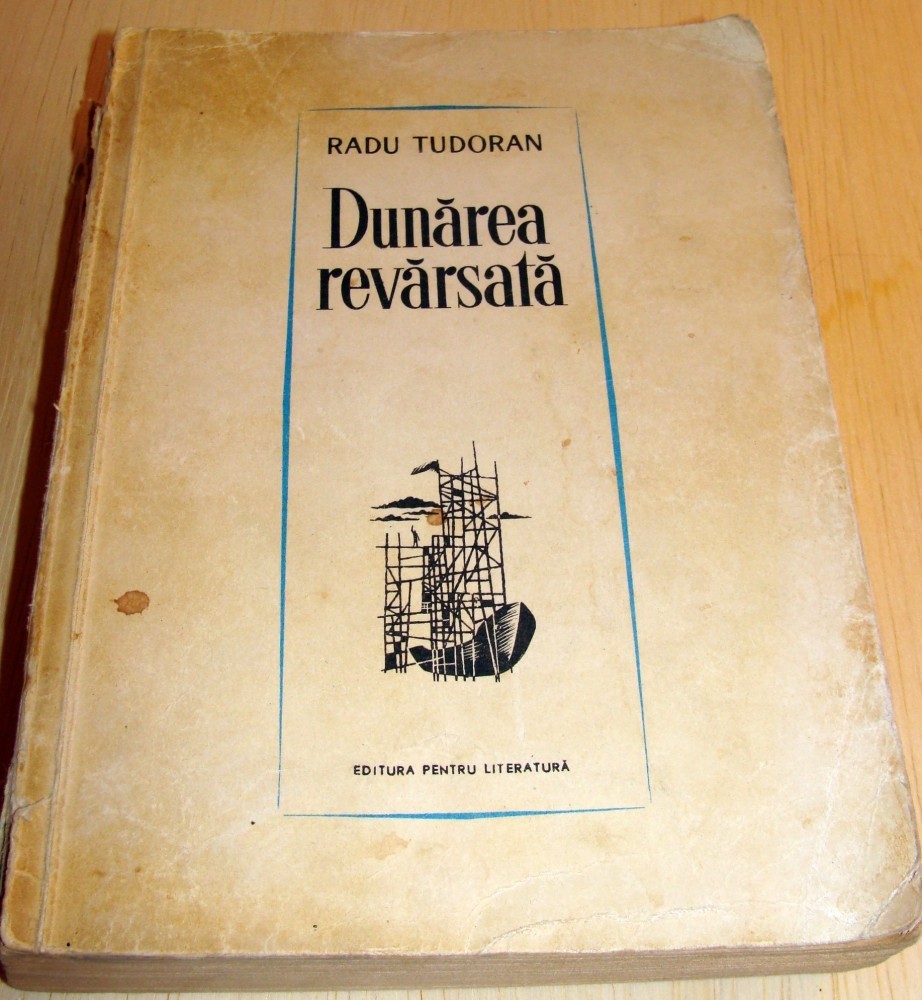 RADU TUDORAN
Dunărea
revărsată
EDITURA PENTRU LITERATURĂ